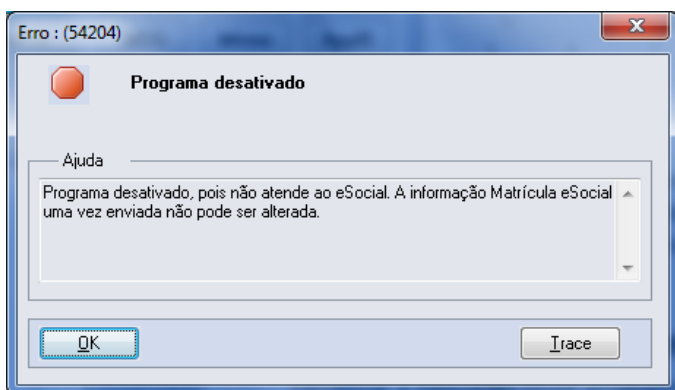 Erro : (54204)
Programa desativado
Ajuda
Programa desativado, pois não atende ao eSocial. A informação Matrícula eSocial
uma vez enviada não pode ser alterada.
OK
Trace